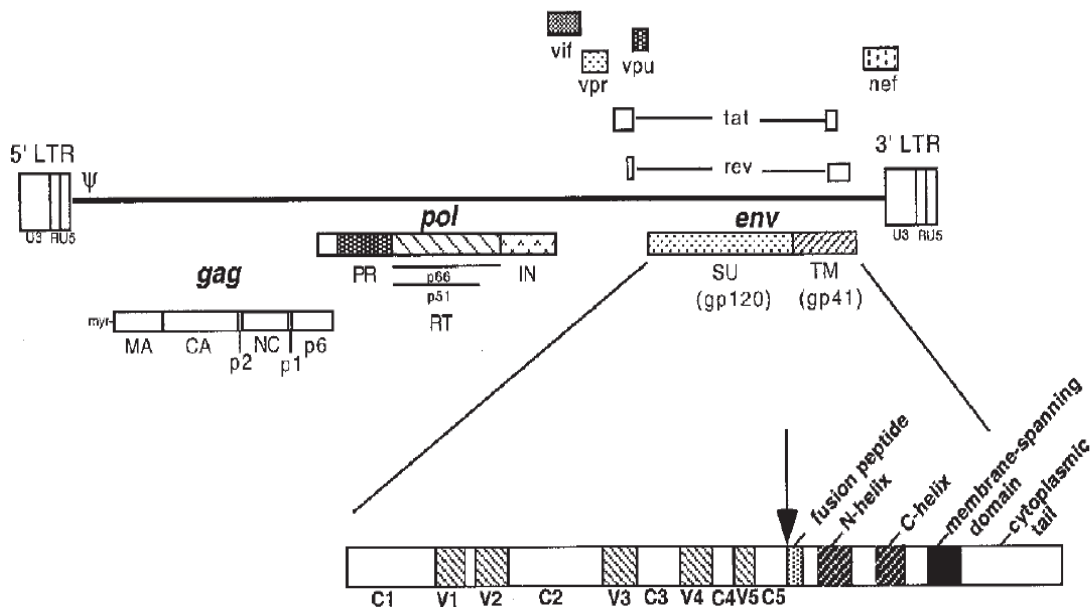 vif
vpr
vpu
nef
tat
rev
5' LTR
ψ
3' LTR
U3 RU5
pol
env
U3 RU5
PR
p66
IN
p51
RT
SU
(gp120)
TM
(gp41)
gag
myr-
MA CA p2 NC p1 p6
fusion peptide
N-helix
C-helix
membrane-spanning
domain
cytoplasmic
tail
C1 V1 V2 C2 V3 C3 V4 C4 V5 C5